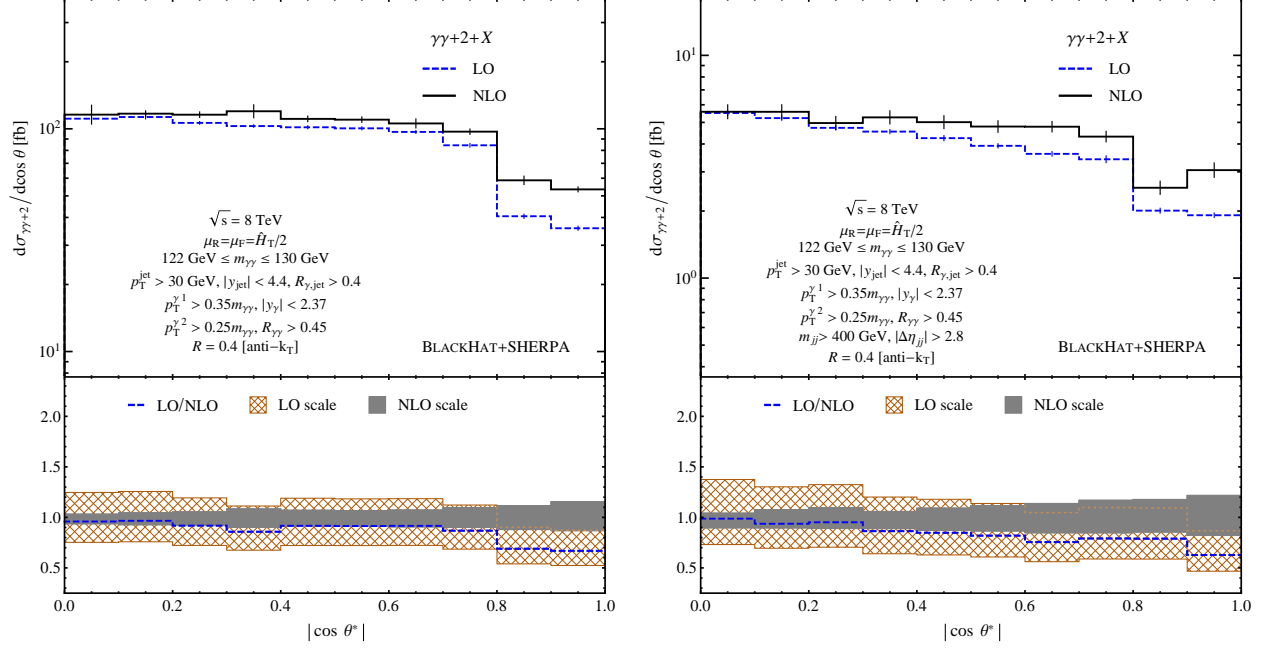 γγ+2+X
LO
NLO
10²
10¹
dσγγ+2/dcos θ [fb]
√s = 8 TeV
μR=μF=ĤT/2
122 GeV ≤ mγγ ≤ 130 GeV
pTjet > 30 GeV, |yjet| < 4.4, Rγ,jet > 0.4
pTγ 1 > 0.35mγγ, |yγ| < 2.37
pTγ 2 > 0.25mγγ, Rγγ > 0.45
R = 0.4 [anti−kT]
BLACKHAT+SHERPA
LO/NLO LO scale NLO scale
2.0
1.5
1.0
0.5
0.0 0.2 0.4 0.6 0.8 1.0
|cos θ*|
γγ+2+X
LO
NLO
10¹
10⁰
dσγγ+2/dcos θ [fb]
√s = 8 TeV
μR=μF=ĤT/2
122 GeV ≤ mγγ ≤ 130 GeV
pTjet > 30 GeV, |yjet| < 4.4, Rγ,jet > 0.4
pTγ 1 > 0.35mγγ, |yγ| < 2.37
pTγ 2 > 0.25mγγ, Rγγ > 0.45
mjj> 400 GeV, |Δηjj| > 2.8
R = 0.4 [anti−kT]
BLACKHAT+SHERPA
LO/NLO LO scale NLO scale
2.0
1.5
1.0
0.5
0.0 0.2 0.4 0.6 0.8 1.0
|cos θ*|